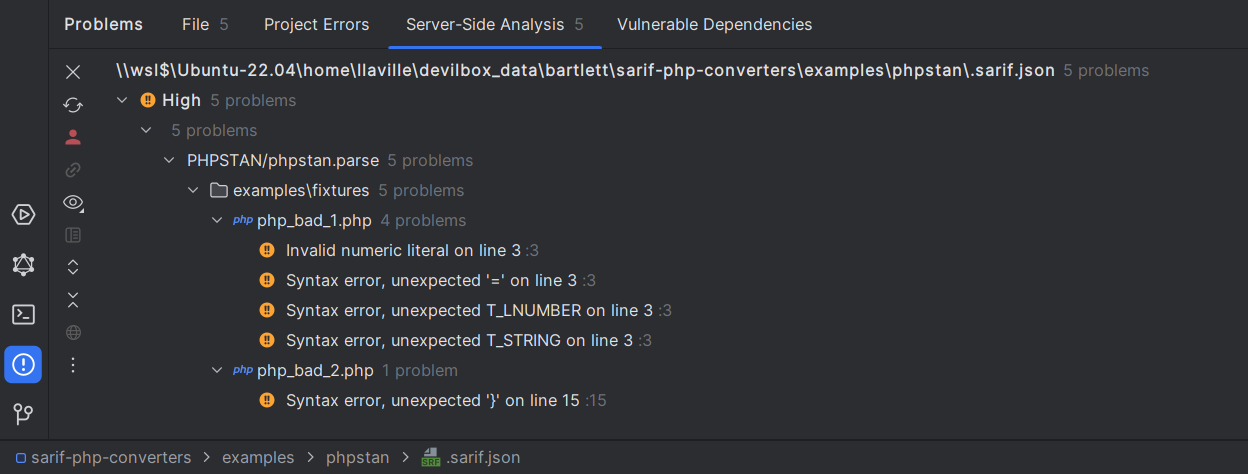 Problems File 5 Project Errors Server-Side Analysis 5 Vulnerable Dependencies
\\wsl$\Ubuntu-22.04\home\llaville\devilbox_data\bartlett\sarif-php-converters\examples\phpstan\.sarif.json 5 problems
High 5 problems
5 problems
PHPSTAN/phpstan.parse 5 problems
examples\fixtures 5 problems
php php_bad_1.php 4 problems
Invalid numeric literal on line 3 :3
Syntax error, unexpected '=' on line 3 :3
Syntax error, unexpected T_LNUMBER on line 3 :3
Syntax error, unexpected T_STRING on line 3 :3
php php_bad_2.php 1 problem
Syntax error, unexpected '}' on line 15 :15
sarif-php-converters > examples > phpstan > SRF .sarif.json